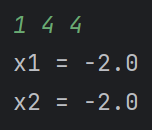 1 4 4
x1 = -2.0
x2 = -2.0